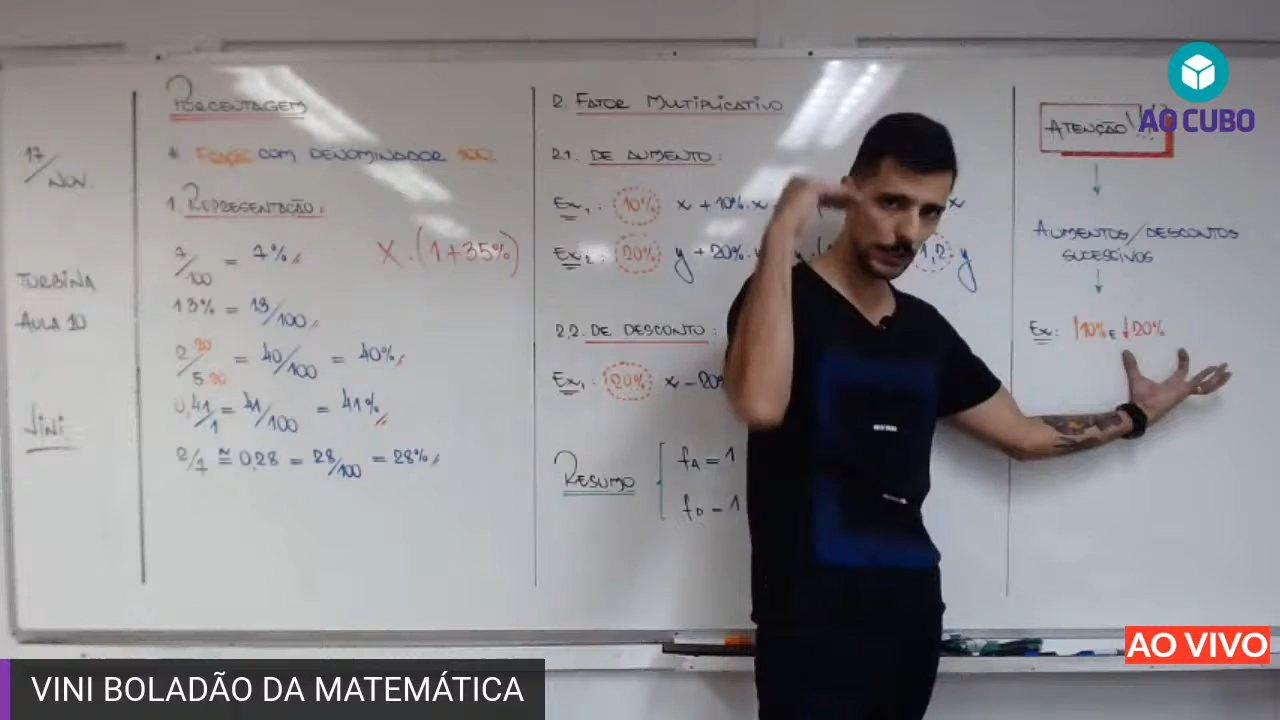 17/NOV.
TURBINA
AULA 10
VINI
PORCENTAGEM
* FRAÇÃO COM DENOMINADOR 100.
1. REPRESENTAÇÃO:
7/100 = 7%
13% = 13/100
2.20/5.20 = 40/100 = 40%
0,41/1 = 41/100 = 41%
2/7 ≅ 0,28 = 28/100 = 28%
X.(1+35%)
2. FATOR MULTIPLICATIVO
2.1. DE AUMENTO:
Ex1: 10% x + 10%.x x
Ex2: 20% y + 20%.y 1,2 y
2.2. DE DESCONTO:
Ex1: 20% x - 20%
RESUMO
fA = 1
fD = 1
ATENÇÃO!!!
AUMENTOS/DESCONTOS
SUCESSIVOS
Ex: ↑10% E ↓20%
AO CUBO
AO VIVO
VINI BOLADÃO DA MATEMÁTICA